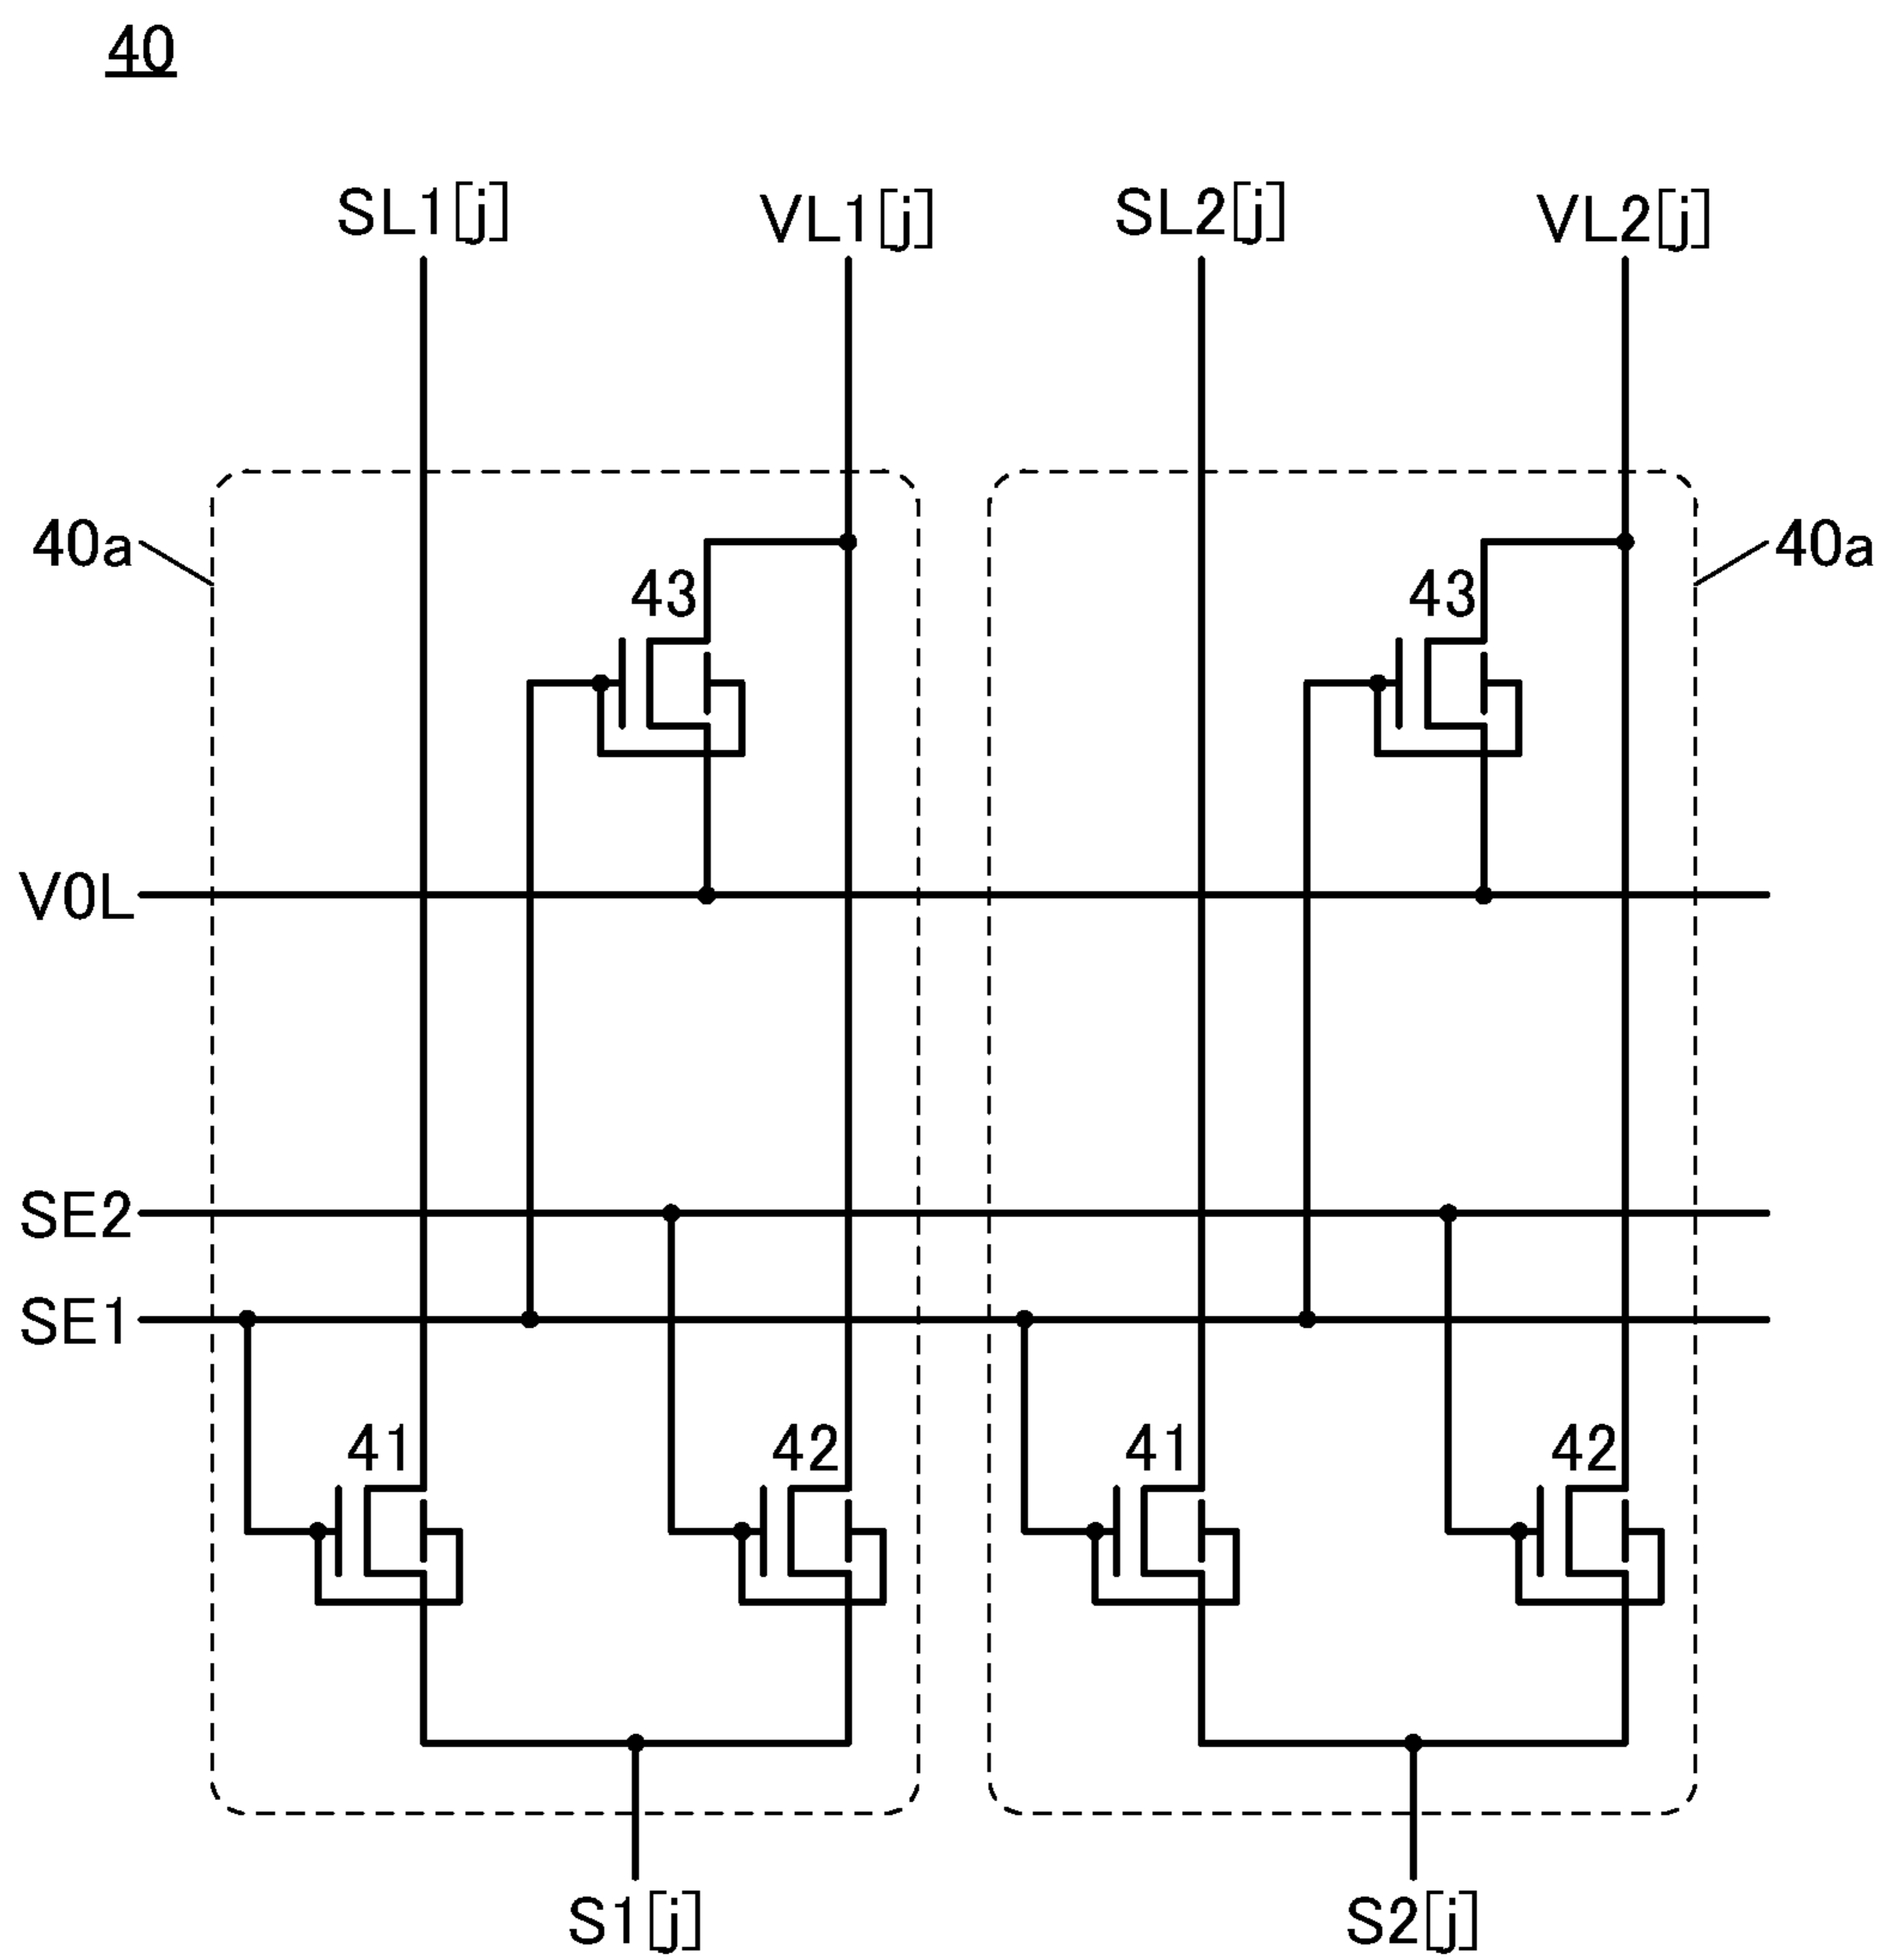 40
SL1[j] VL1[j] SL2[j] VL2[j]
40a 40a
43 43
V0L
SE2
SE1
41 42 41 42
S1[j] S2[j]